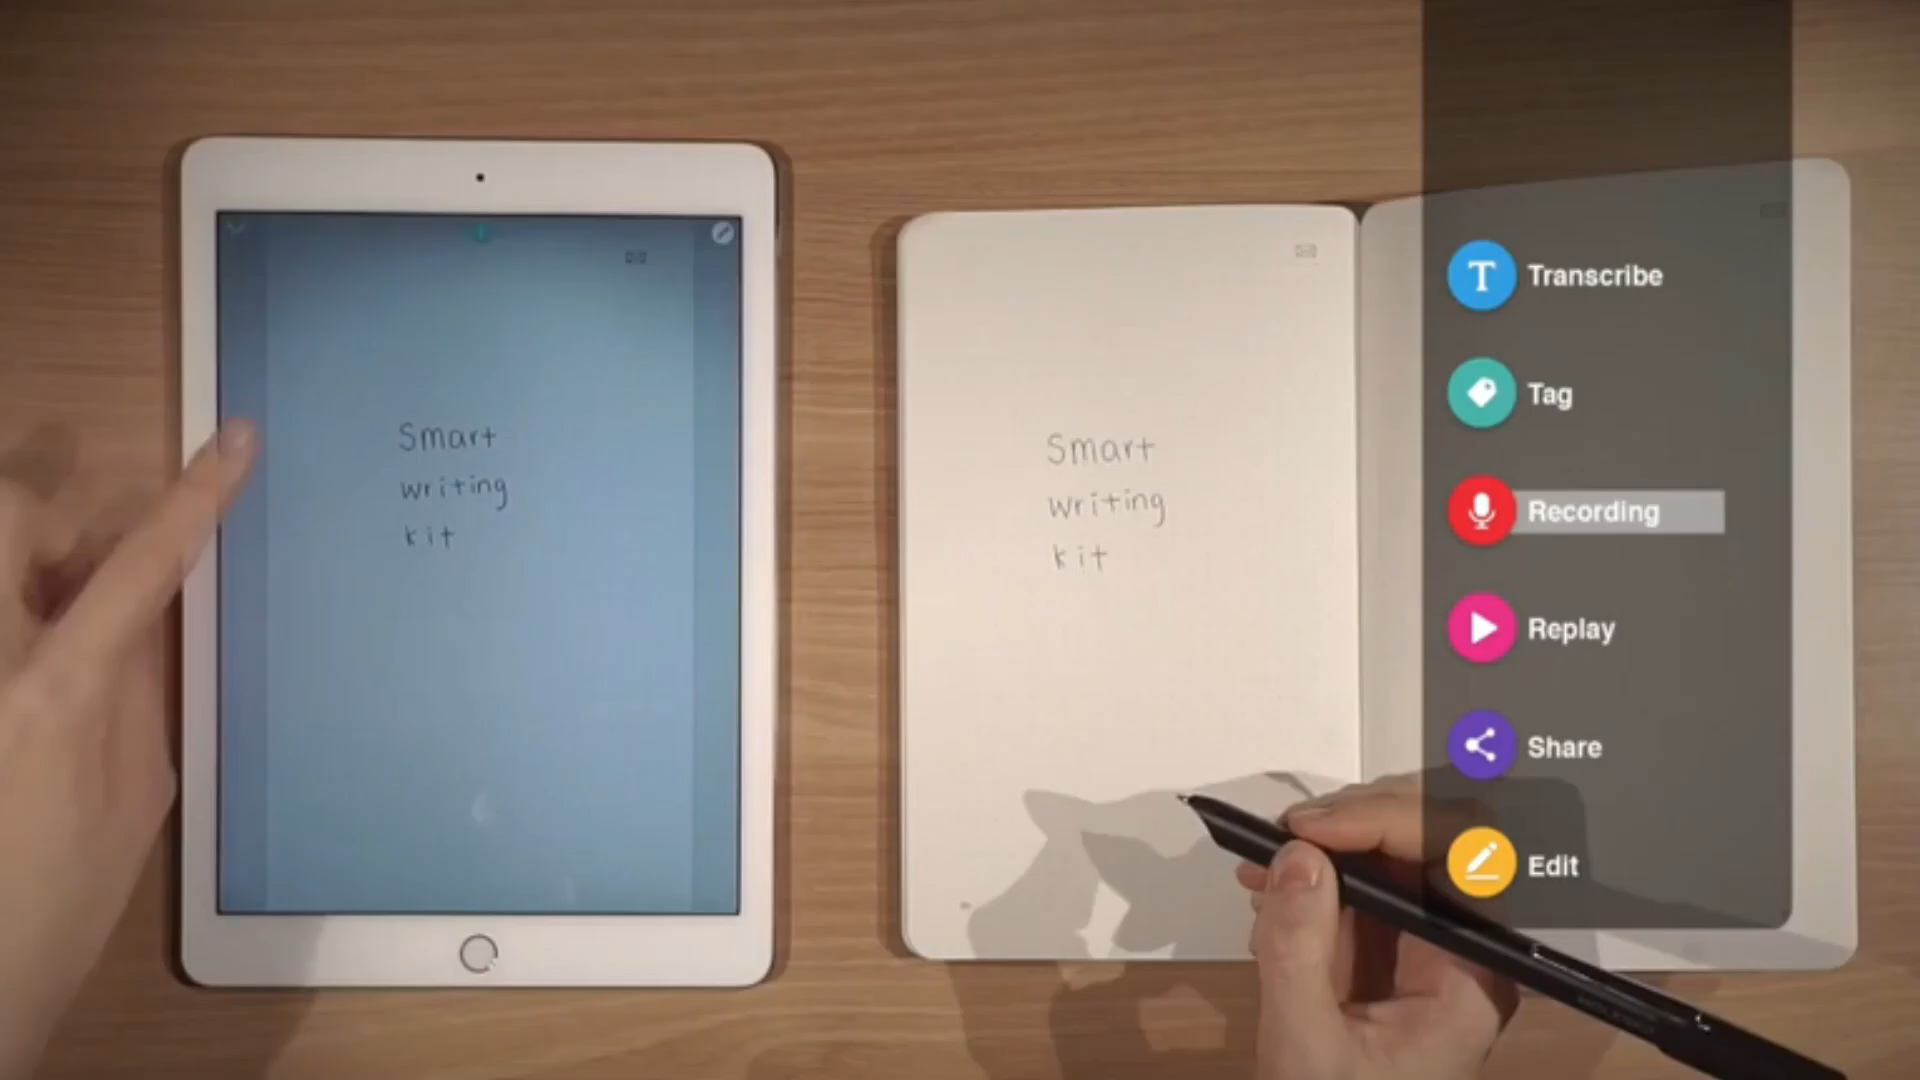 Smart
writing
kit
Smart
writing
kit
Transcribe
Tag
Recording
Replay
Share
Edit